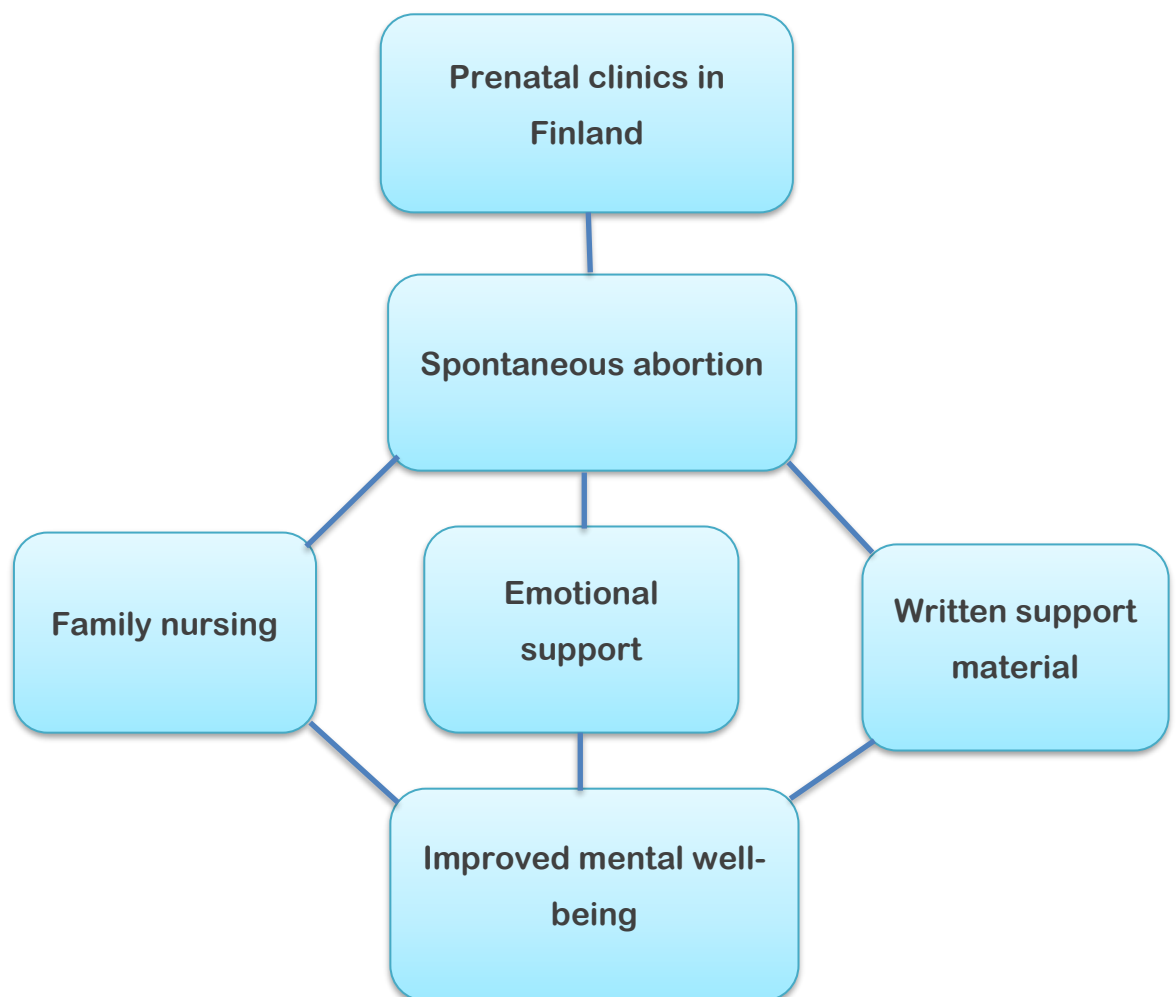 Prenatal clinics in
Finland
Spontaneous abortion
Family nursing
Emotional
support
Written support
material
Improved mental well-
being